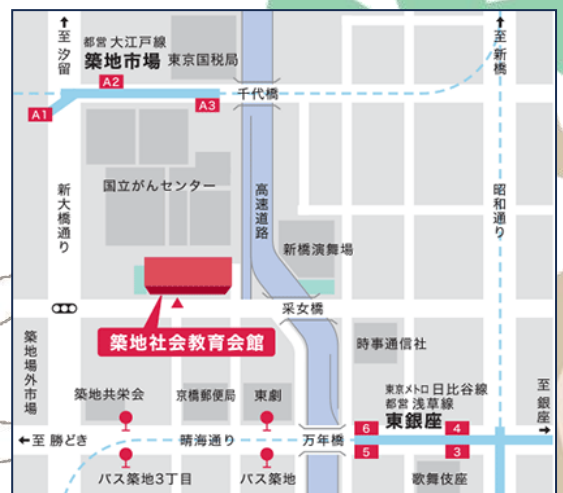 ↑至 汐留
都営 大江戸線
築地市場
東京国税局
↑至 新橋
A2
A1
A3
千代橋
国立がんセンター
新大橋通り
高速道路
昭和通り
新橋演舞場
采女橋
築地社会教育会館
築地場外市場
時事通信社
築地共栄会
京橋郵便局
東劇
東京メトロ 日比谷線
都営 浅草線
東銀座
至 銀座→
6
4
←至 勝どき
晴海通り
万年橋
5
3
バス築地3丁目
バス築地
歌舞伎座